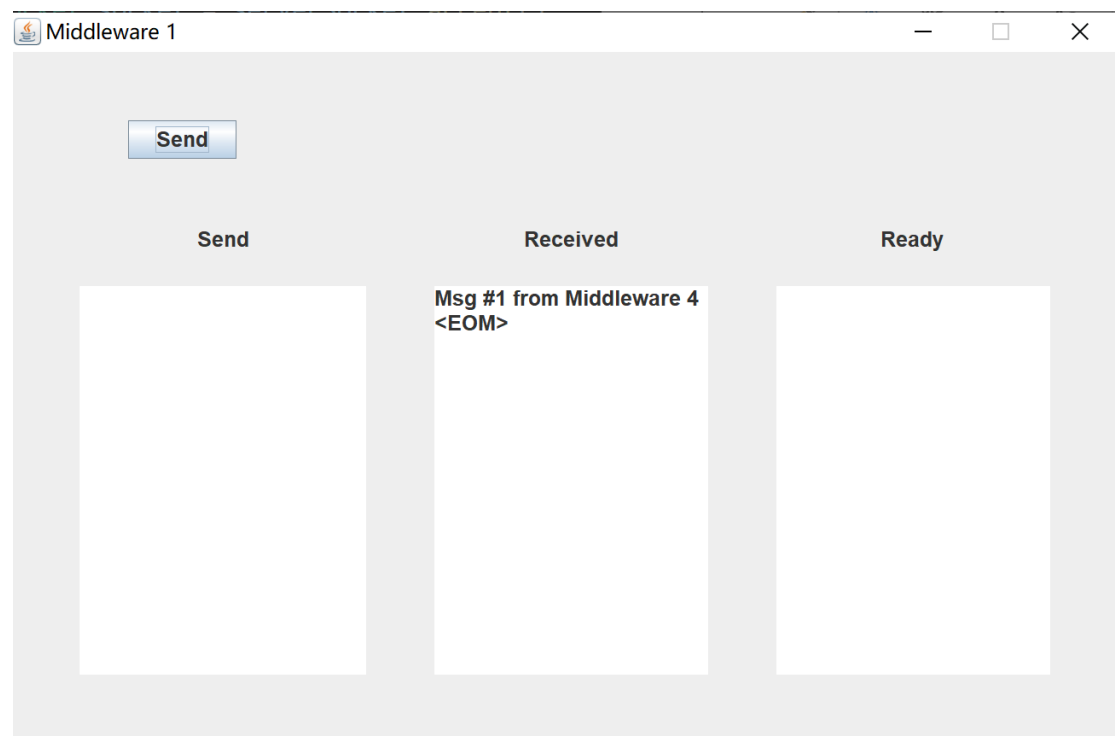 Middleware 1
Send
Send
Received
Ready
Msg #1 from Middleware 4
<EOM>